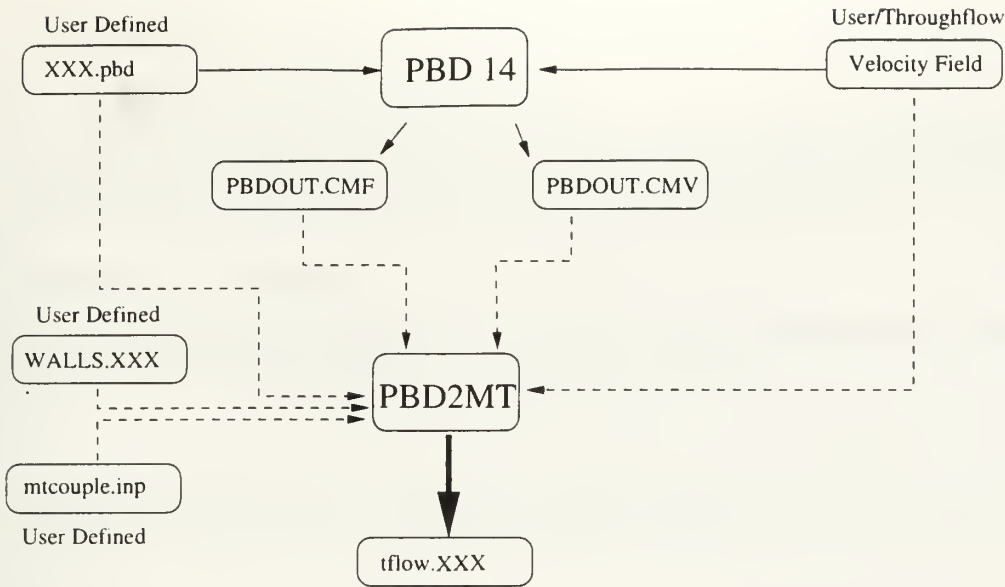 User Defined
User/Throughflow
XXX.pbd
PBD 14
Velocity Field
PBDOUT.CMF
PBDOUT.CMV
User Defined
WALLS.XXX
PBD2MT
mtcouple.inp
User Defined
tflow.XXX